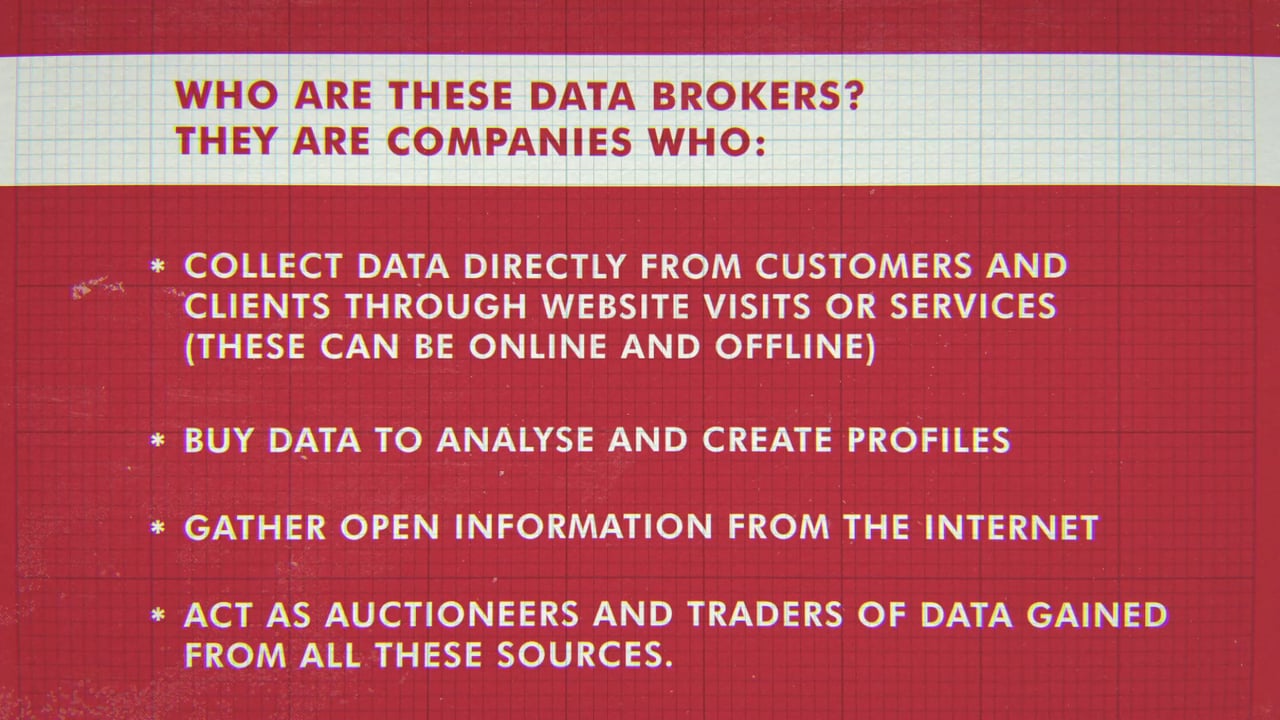 WHO ARE THESE DATA BROKERS?
THEY ARE COMPANIES WHO:
* COLLECT DATA DIRECTLY FROM CUSTOMERS AND
CLIENTS THROUGH WEBSITE VISITS OR SERVICES
(THESE CAN BE ONLINE AND OFFLINE)
* BUY DATA TO ANALYSE AND CREATE PROFILES
* GATHER OPEN INFORMATION FROM THE INTERNET
* ACT AS AUCTIONEERS AND TRADERS OF DATA GAINED
FROM ALL THESE SOURCES.